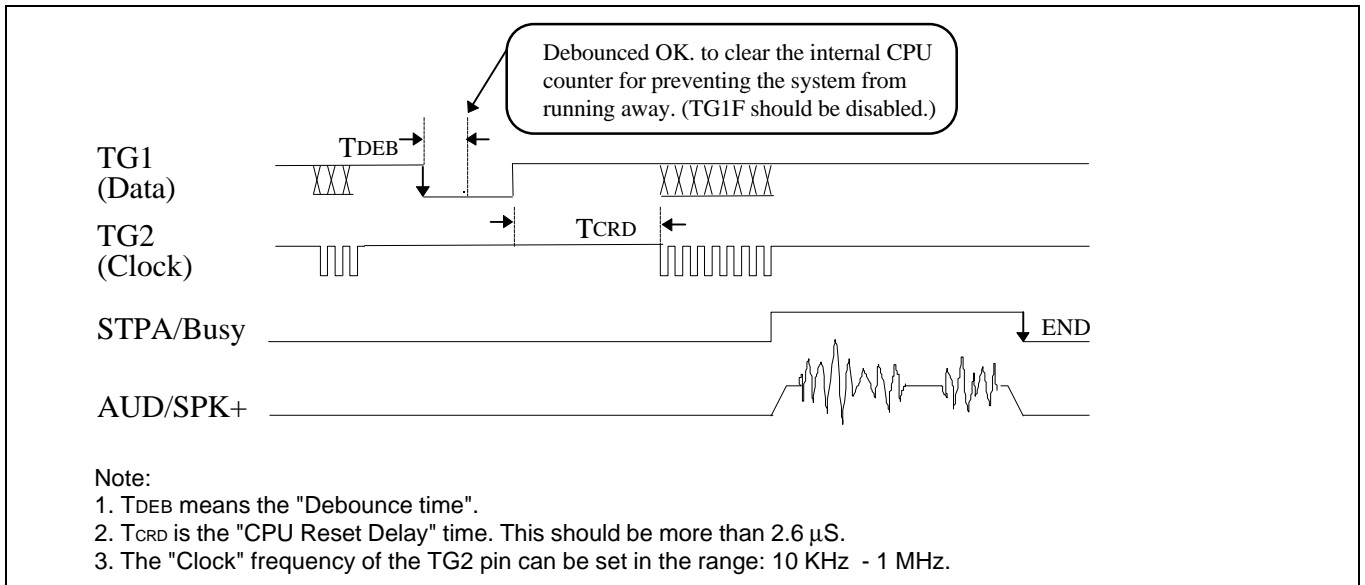 Debounced OK. to clear the internal CPU
counter for preventing the system from
running away. (TG1F should be disabled.)
TDEB
TG1
(Data)
TCRD
TG2
(Clock)
STPA/Busy
END
AUD/SPK+
Note:
1. TDEB means the "Debounce time".
2. TCRD is the "CPU Reset Delay" time. This should be more than 2.6 μS.
3. The "Clock" frequency of the TG2 pin can be set in the range: 10 KHz - 1 MHz.